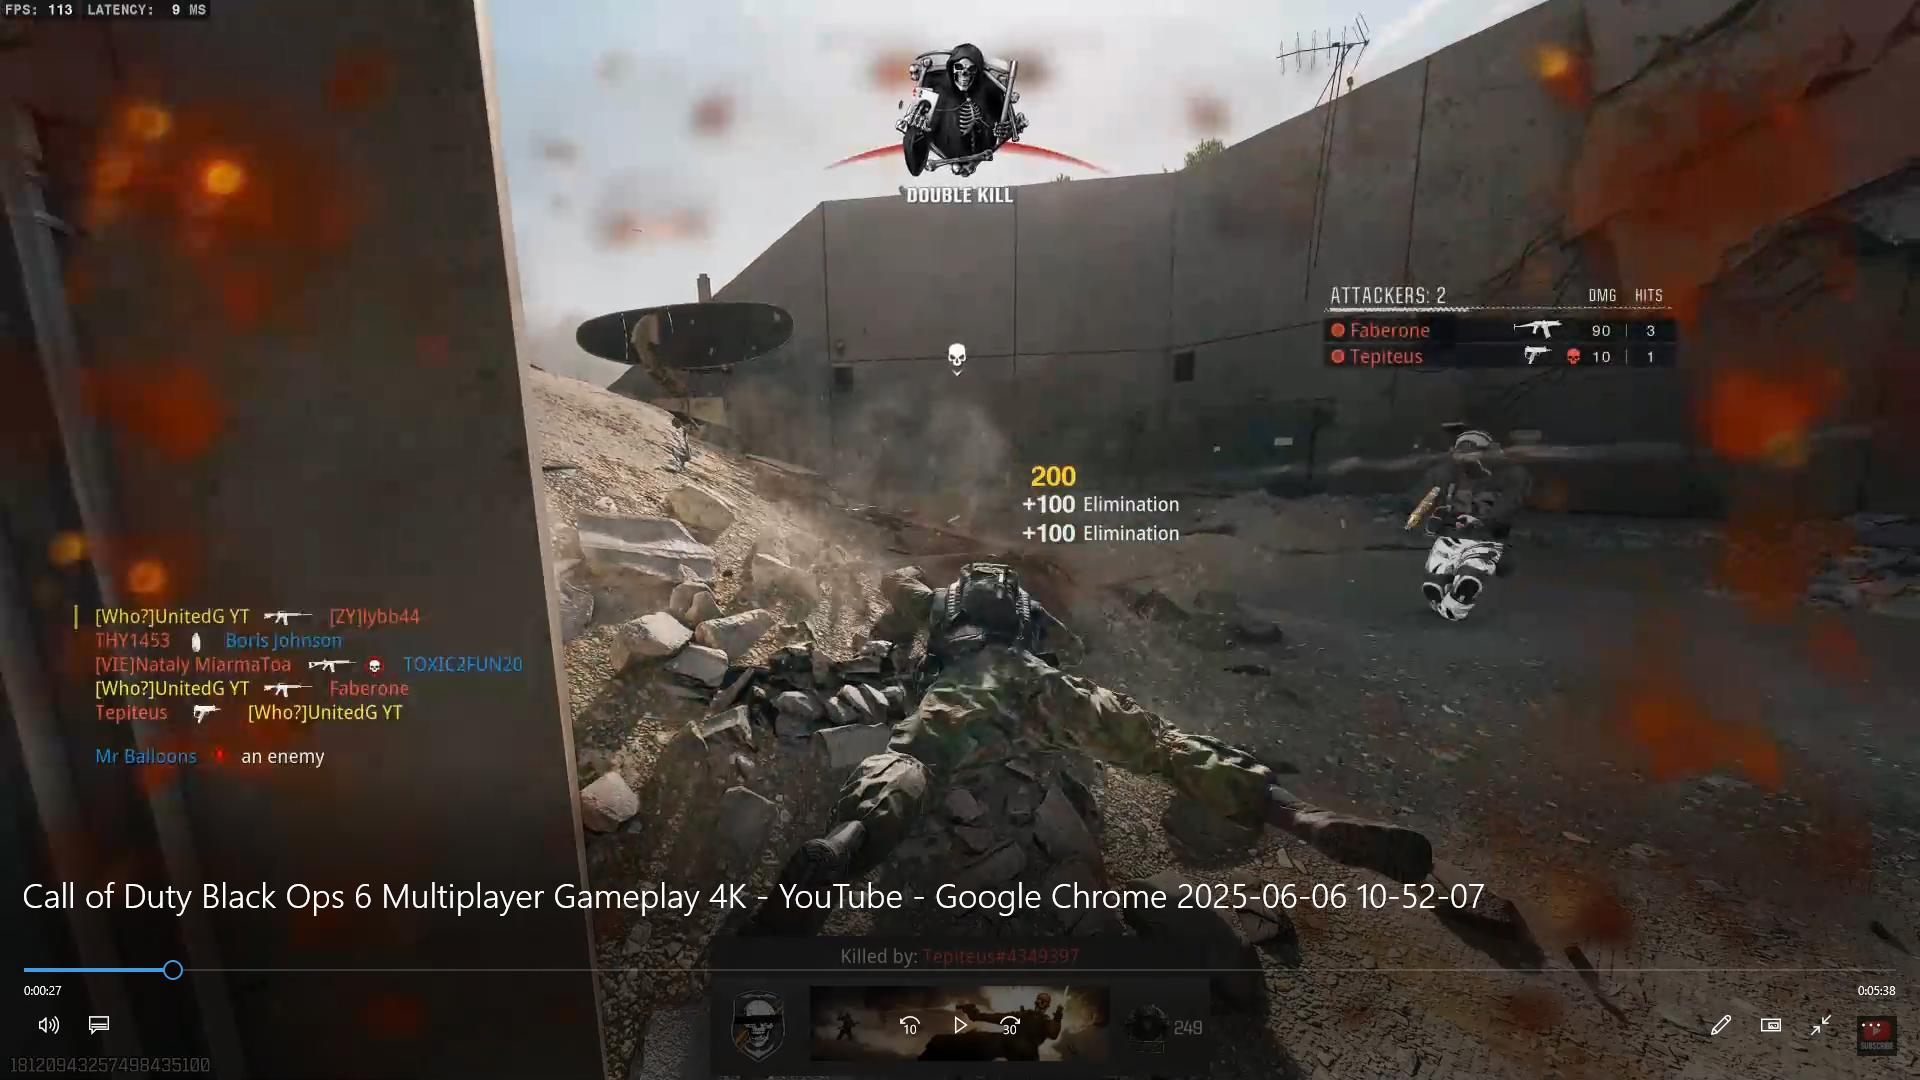 FPS: 113 LATENCY: 9 MS
DOUBLE KILL
ATTACKERS: 2 DMG HITS
Faberone 90 | 3
Tepiteus 10 | 1
200
+100 Elimination
+100 Elimination
[Who?]UnitedG YT [ZY]lybb44
THY1453 Boris Johnson
[VIE]Nataly MiarmaToa TOXIC2FUN20
[Who?]UnitedG YT Faberone
Tepiteus [Who?]UnitedG YT
Mr Balloons an enemy
Call of Duty Black Ops 6 Multiplayer Gameplay 4K - YouTube - Google Chrome 2025-06-06 10-52-07
Killed by: Tepiteus#4349397
0:00:27 0:05:38
10 30
249
SUBSCRIBE
18120943257498435100